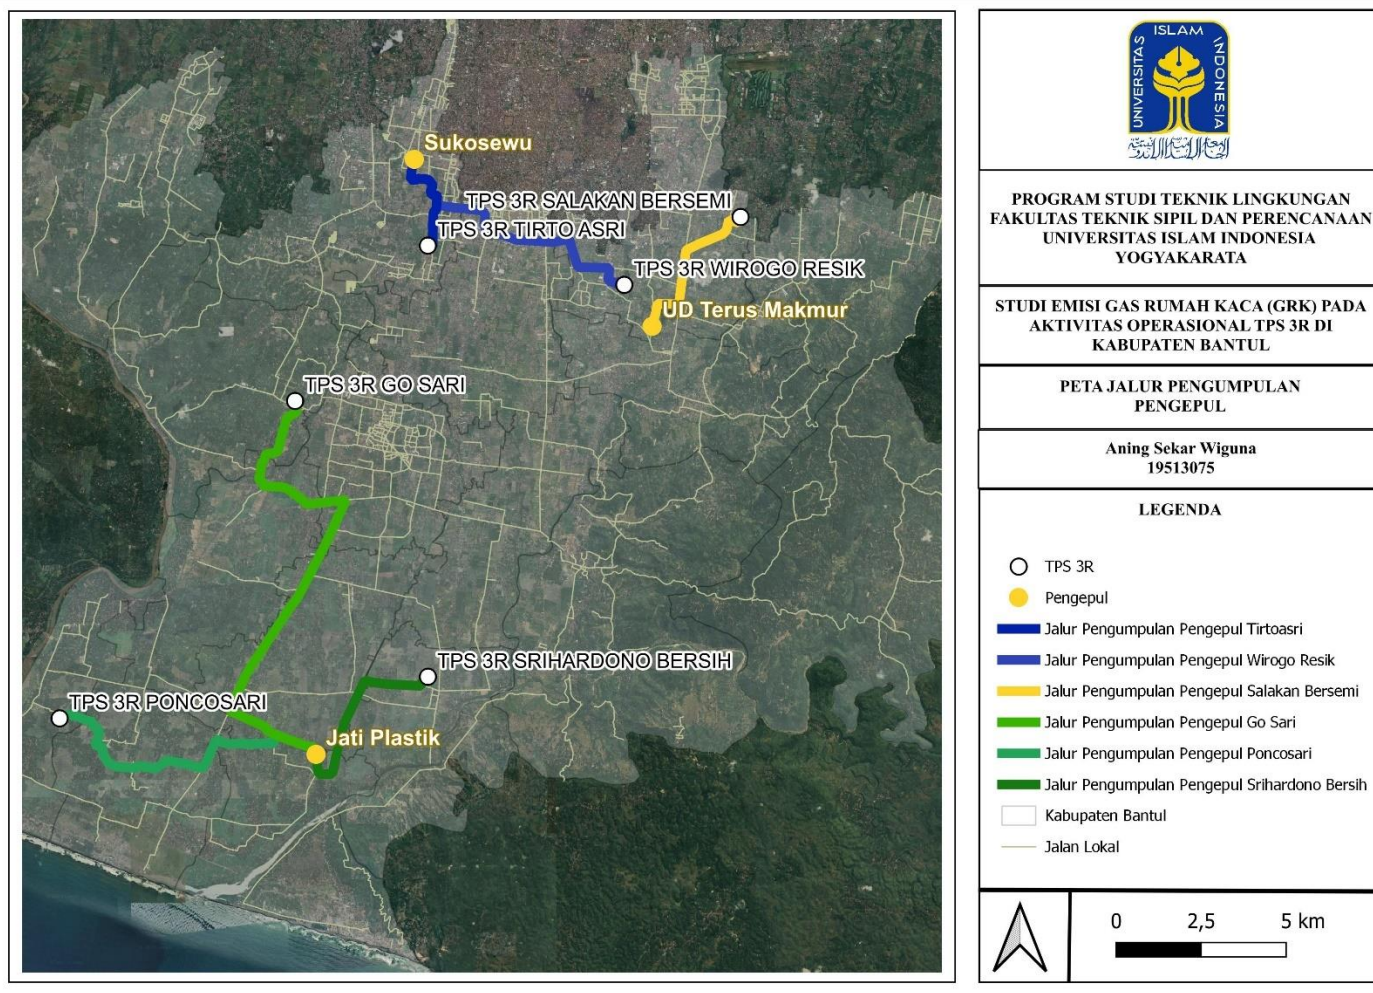 Sukosewu
TPS 3R SALAKAN BERSEMI
TPS 3R TIRTO ASRI
TPS 3R WIROGO RESIK
UD Terus Makmur
TPS 3R GO SARI
TPS 3R SRIHARDONO BERSIH
TPS 3R PONCOSARI
Jati Plastik
UNIVERSITAS ISLAM INDONESIA
PROGRAM STUDI TEKNIK LINGKUNGAN
FAKULTAS TEKNIK SIPIL DAN PERENCANAAN
UNIVERSITAS ISLAM INDONESIA
YOGYAKARATA
STUDI EMISI GAS RUMAH KACA (GRK) PADA
AKTIVITAS OPERASIONAL TPS 3R DI
KABUPATEN BANTUL
PETA JALUR PENGUMPULAN
PENGEPUL
Aning Sekar Wiguna
19513075
LEGENDA
TPS 3R
Pengepul
Jalur Pengumpulan Pengepul Tirtoasri
Jalur Pengumpulan Pengepul Wirogo Resik
Jalur Pengumpulan Pengepul Salakan Bersemi
Jalur Pengumpulan Pengepul Go Sari
Jalur Pengumpulan Pengepul Poncosari
Jalur Pengumpulan Pengepul Srihardono Bersih
Kabupaten Bantul
Jalan Lokal
0 2,5 5 km